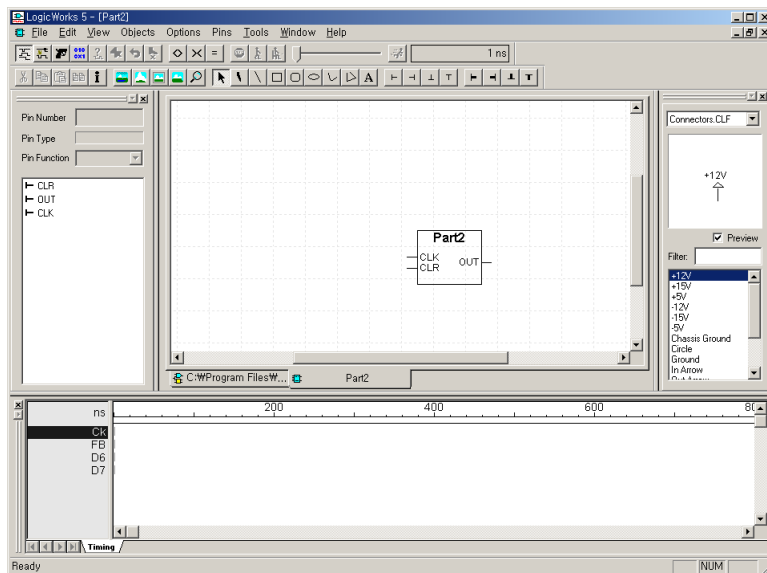 LogicWorks 5 - [Part2]
File Edit View Objects Options Pins Tools Window Help
1 ns
A
Pin Number
Pin Type
Pin Function
CLR
OUT
CLK
Part2
CLK
CLR
OUT
C:₩Program Files₩...
Part2
Connectors.CLF
+12V
Preview
Filter:
+12V
+15V
+5V
-12V
-15V
-5V
Chassis Ground
Circle
Ground
In Arrow
ns
200 400 600
Ck
FB
D6
D7
Timing
Ready
NUM